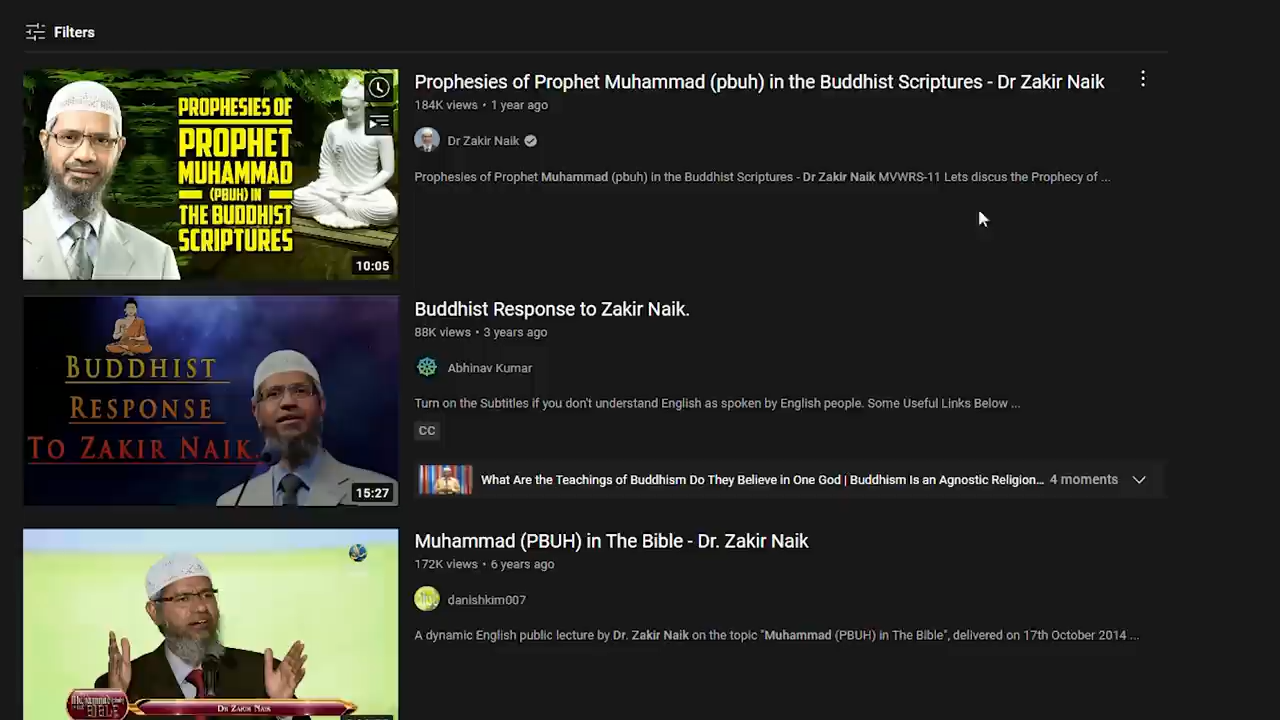 Filters
PROPHESIES OF
PROPHET
MUHAMMAD
(PBUH) IN
THE BUDDHIST
SCRIPTURES
10:05
Prophesies of Prophet Muhammad (pbuh) in the Buddhist Scriptures - Dr Zakir Naik
184K views • 1 year ago
Dr Zakir Naik
Prophesies of Prophet Muhammad (pbuh) in the Buddhist Scriptures - Dr Zakir Naik MVWRS-11 Lets discus the Prophecy of ...
BUDDHIST
RESPONSE
TO ZAKIR NAIK.
15:27
Buddhist Response to Zakir Naik.
88K views • 3 years ago
Abhinav Kumar
Turn on the Subtitles if you don't understand English as spoken by English people. Some Useful Links Below ...
CC
What Are the Teachings of Buddhism Do They Believe in One God | Buddhism Is an Agnostic Religion... 4 moments
DR ZAKIR NAIK
Muhammad (PBUH) in The Bible - Dr. Zakir Naik
172K views • 6 years ago
danishkim007
A dynamic English public lecture by Dr. Zakir Naik on the topic "Muhammad (PBUH) in The Bible", delivered on 17th October 2014 ...